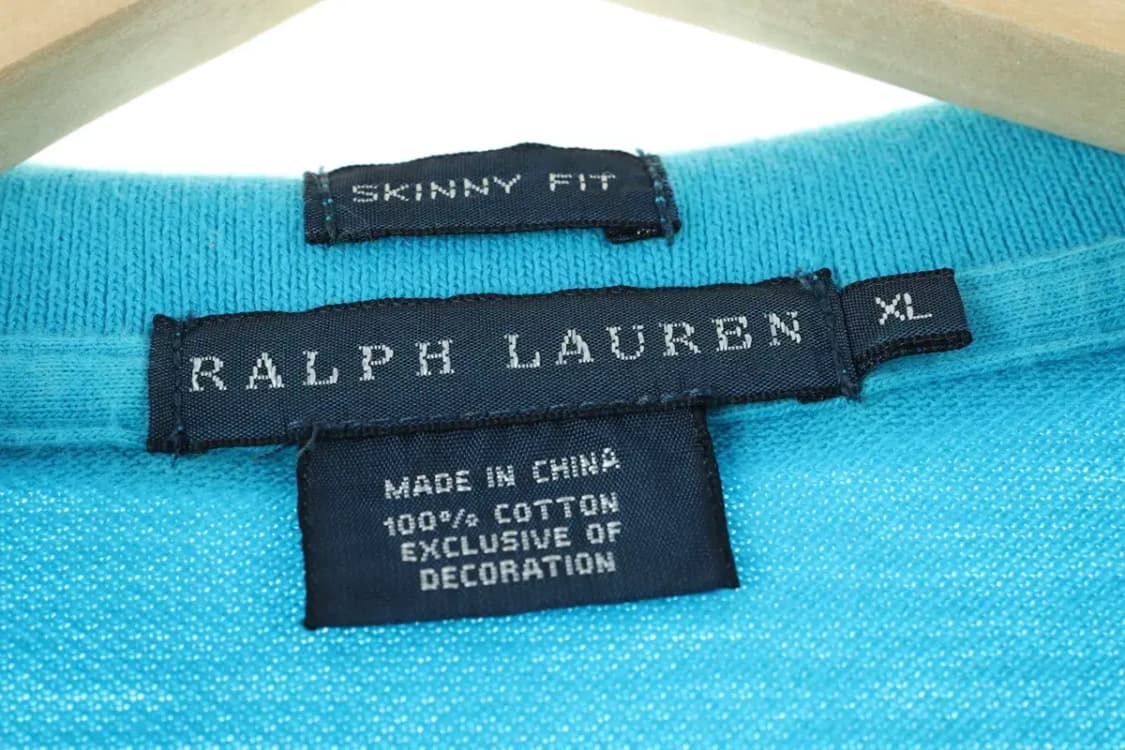 SKINNY FIT
RALPH LAUREN
XL
MADE IN CHINA
100% COTTON
EXCLUSIVE OF
DECORATION